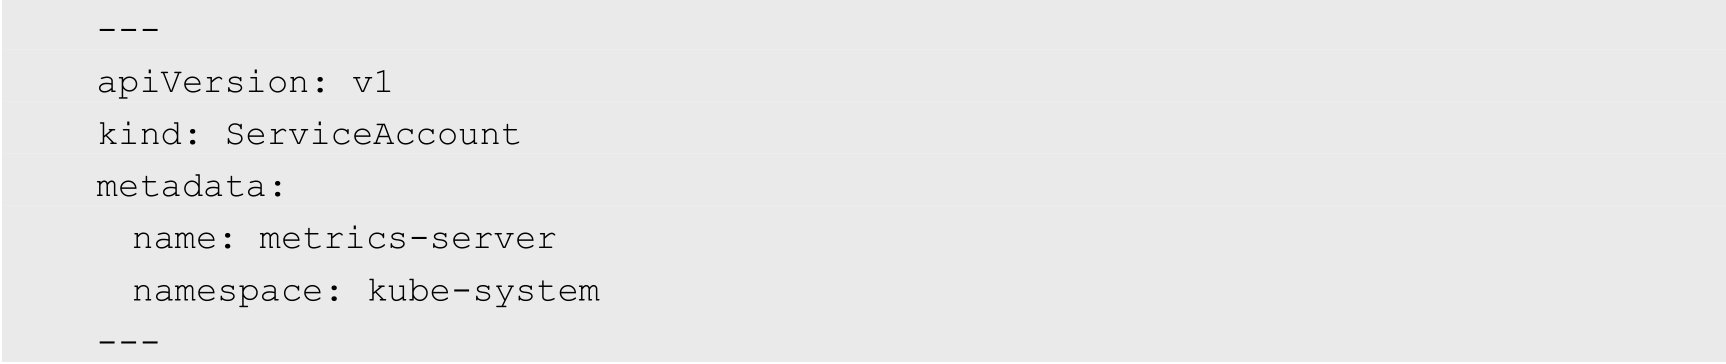 ---
apiVersion: v1
kind: ServiceAccount
metadata:
  name: metrics-server
  namespace: kube-system
---